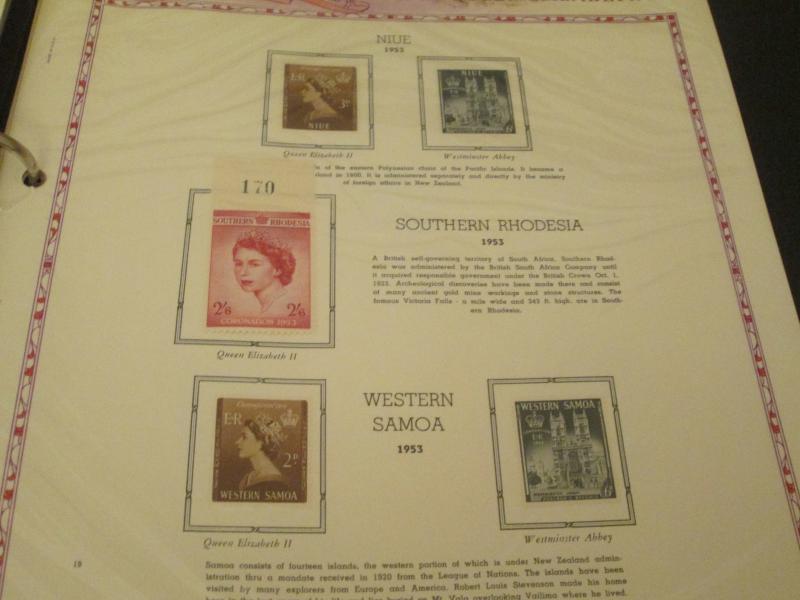 NIUE
1953
E R
3D
NIUE
NIUE
6D
Queen Elizabeth II
Westminster Abbey
of the eastern Polynesian chain of the Pacific Islands. It became a
land in 1900. It is administered separately and directly by the ministry
of foreign affairs in New Zealand.
170
SOUTHERN RHODESIA
2/6 2/6
CORONATION 1953
Queen Elizabeth II
SOUTHERN RHODESIA
1953
A British self-governing territory of South Africa, Southern Rhod-
esia was administered by the British South Africa Company until
it acquired responsible government under the British Crown Oct. 1,
1923. Archeological discoveries have been made there and consist
of many ancient gold mine workings and stone structures. The
famous Victoria Falls - a mile wide and 343 ft. high, are in South-
ern Rhodesia.
E R
2D
WESTERN SAMOA
Queen Elizabeth II
WESTERN
SAMOA
1953
WESTERN SAMOA
E R
6D
Westminster Abbey
19
Samoa consists of fourteen islands, the western portion of which is under New Zealand admin-
istration thru a mandate received in 1920 from the League of Nations. The islands have been
visited by many explorers from Europe and America. Robert Louis Stevenson made his home
overlooking Vailima where he lived.